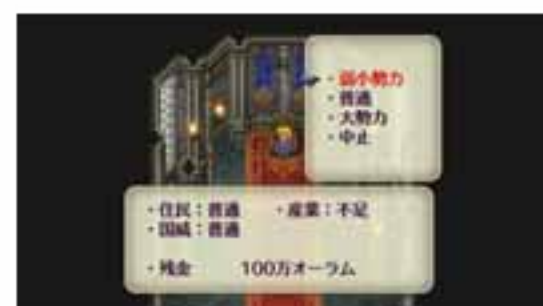 ・弱小勢力
・普通
・大勢力
・中止
・住民：普通　・産業：不足
・国威：普通
・残金　100万オーラム